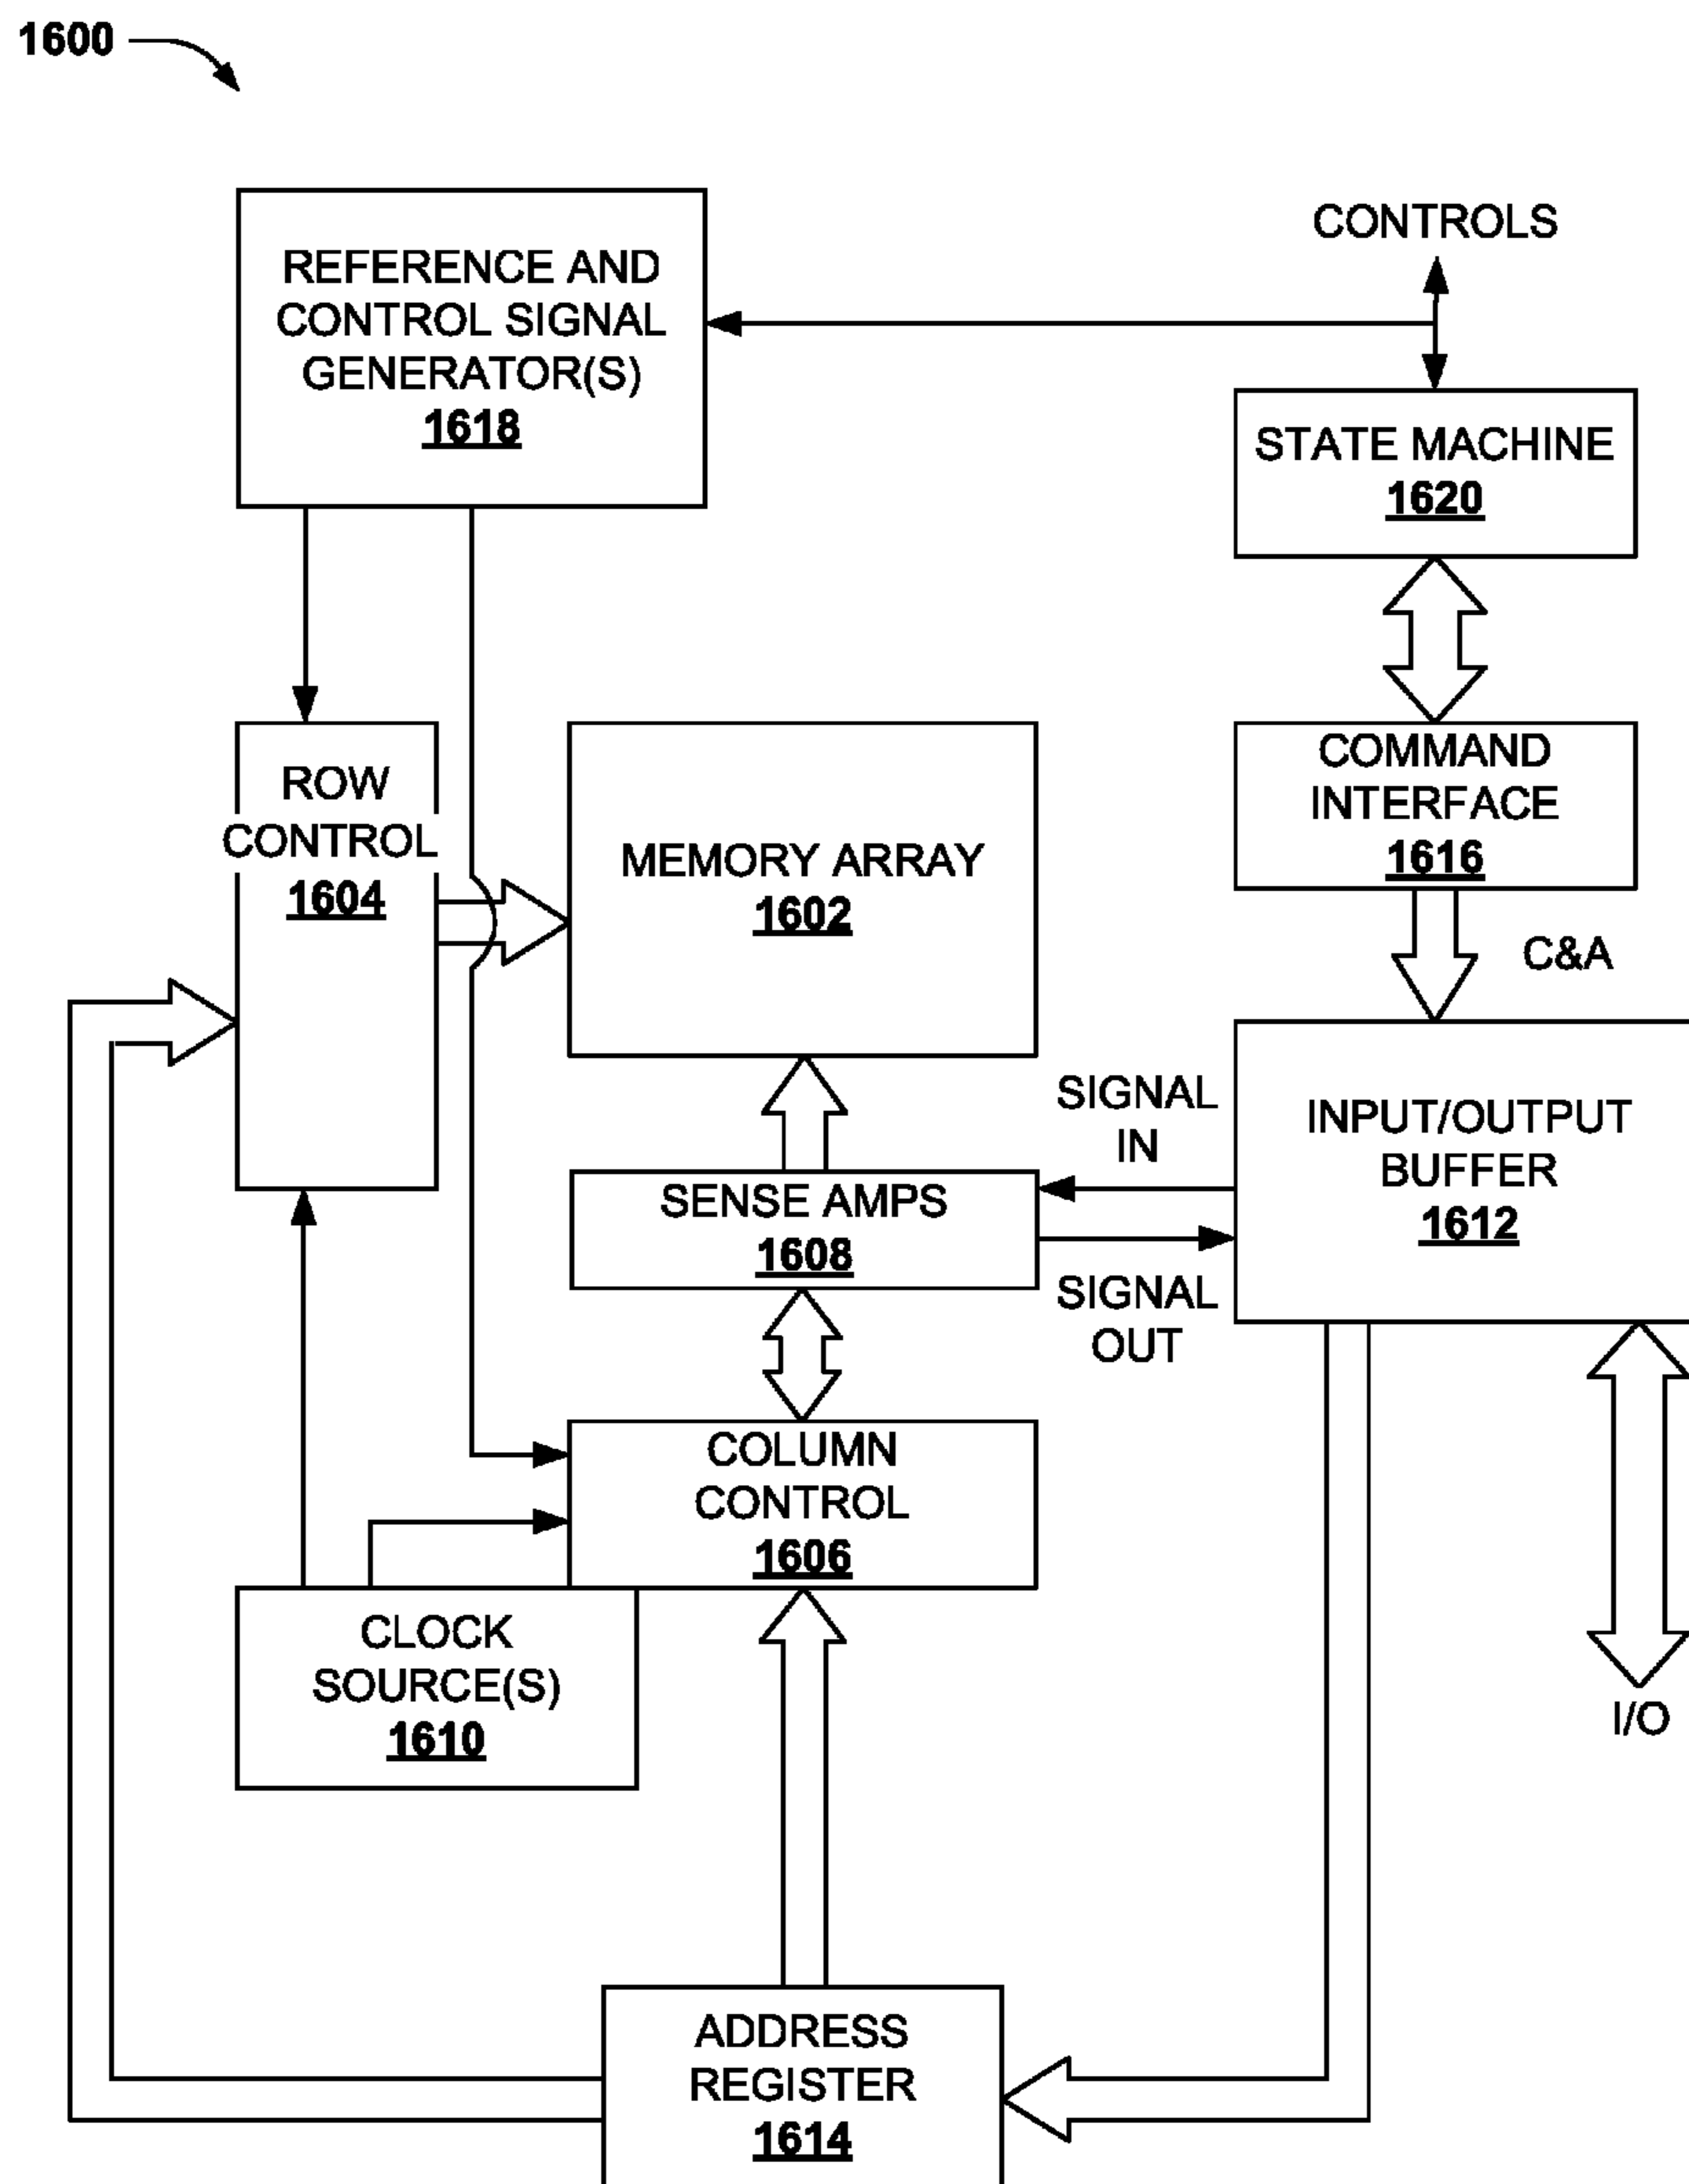 1600
REFERENCE AND
CONTROL SIGNAL
GENERATOR(S)
1618
CONTROLS
STATE MACHINE
1620
ROW
CONTROL
1604
MEMORY ARRAY
1602
COMMAND
INTERFACE
1616
C&A
SIGNAL
IN
INPUT/OUTPUT
BUFFER
1612
SENSE AMPS
1608
SIGNAL
OUT
COLUMN
CONTROL
1606
CLOCK
SOURCE(S)
1610
I/O
ADDRESS
REGISTER
1614